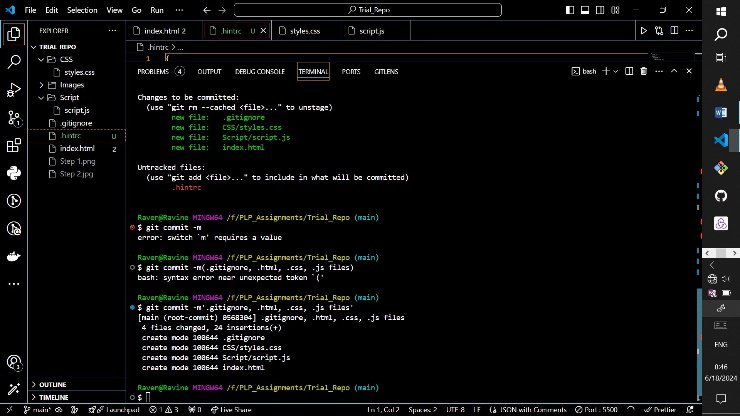 File Edit Selection View Go Run ··· Trial_Repo
EXPLORER ···
TRIAL REPO
CSS
styles.css
Images
Script
script.js
.gitignore
.hintrc U
index.html 2
Step 1.png
Step 2.jpg
OUTLINE
TIMELINE
index.html 2 .hintrc U styles.css script.js
.hintrc > ...
1 {
PROBLEMS 4 OUTPUT DEBUG CONSOLE TERMINAL PORTS GITLENS bash
Changes to be committed:
(use "git rm --cached <file>..." to unstage)
new file: .gitignore
new file: CSS/styles.css
new file: Script/script.js
new file: index.html
Untracked files:
(use "git add <file>..." to include in what will be committed)
.hintrc
Raven@Ravine MINGW64 /f/PLP_Assignments/Trial_Repo (main)
$ git commit -m
error: switch `m' requires a value
Raven@Ravine MINGW64 /f/PLP_Assignments/Trial_Repo (main)
$ git commit -m(.gitignore, .html, .css, .js files)
bash: syntax error near unexpected token `('
Raven@Ravine MINGW64 /f/PLP_Assignments/Trial_Repo (main)
$ git commit -m'.gitignore, html, .css, .js files'
[main (root-commit) 0568304] .gitignore, .html, .css, .js files
4 files changed, 24 insertions(+)
create mode 100644 .gitignore
create mode 100644 CSS/styles.css
create mode 100644 Script/script.js
create mode 100644 index.html
Raven@Ravine MINGW64 /f/PLP_Assignments/Trial_Repo (main)
$
main* Launchpad 1 3 0 Live Share Ln 1, Col 2 Spaces: 2 UTF-8 LF JSON with Comments Port : 5500 Prettier
ENG
0:46
6/18/2024